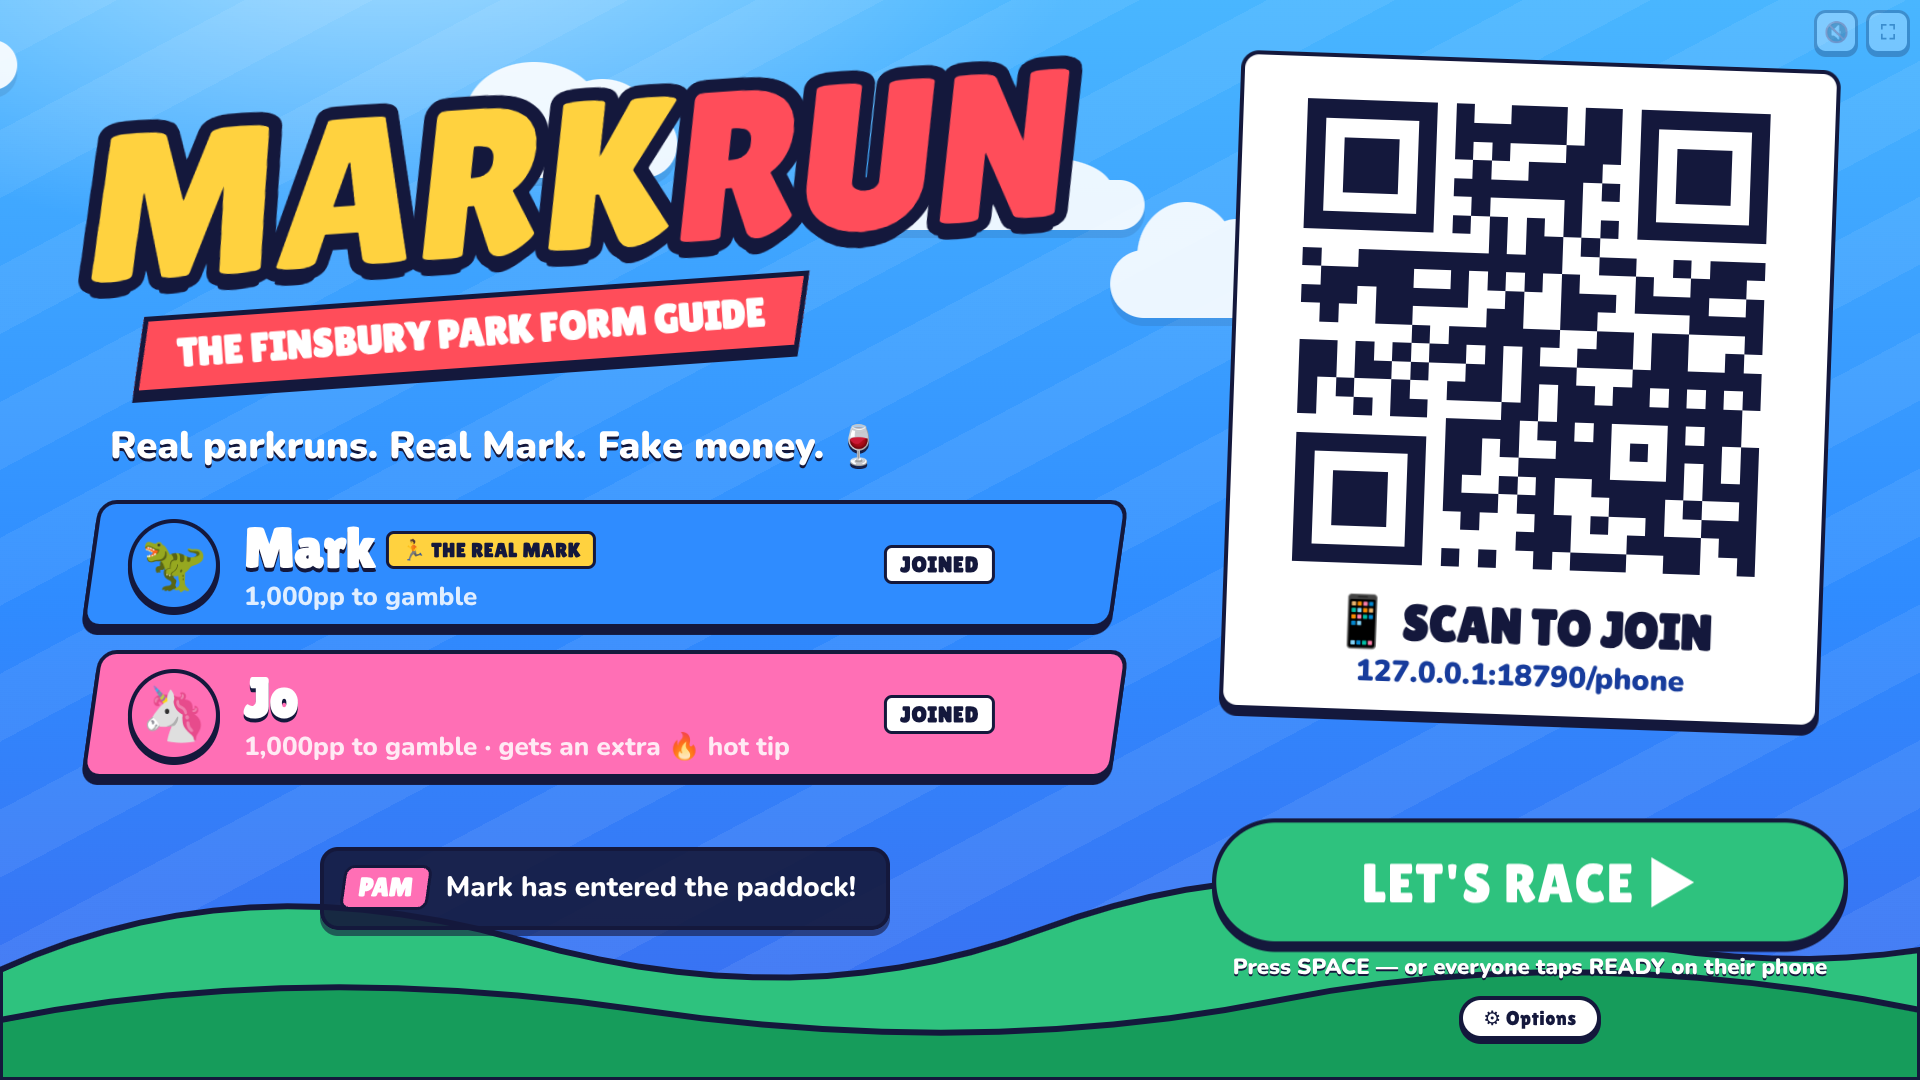 MARKRUN
THE FINSBURY PARK FORM GUIDE
Real parkruns. Real Mark. Fake money.
Mark
THE REAL MARK
1,000pp to gamble
JOINED
Jo
1,000pp to gamble · gets an extra 🔥 hot tip
JOINED
PAM
Mark has entered the paddock!
SCAN TO JOIN
127.0.0.1:18790/phone
LET'S RACE
Press SPACE — or everyone taps READY on their phone
Options